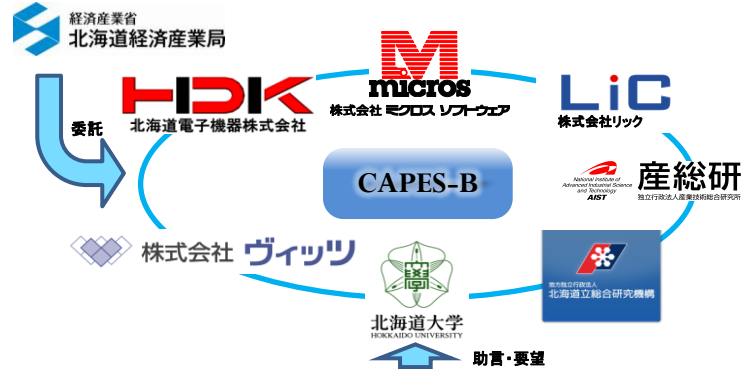 経済産業省
北海道経済産業局
委託
HDK
北海道電子機器株式会社
M
micros
株式会社 ミクロス ソフトウェア
LiC
株式会社リック
National Institute of
Advanced Industrial Science
and Technology
AIST
産総研
独立行政法人産業技術総合研究所
CAPES-B
株式会社 ヴィッツ
大學
北海道大学
HOKKAIDO UNIVERSITY
地方独立行政法人
北海道立総合研究機構
助言・要望